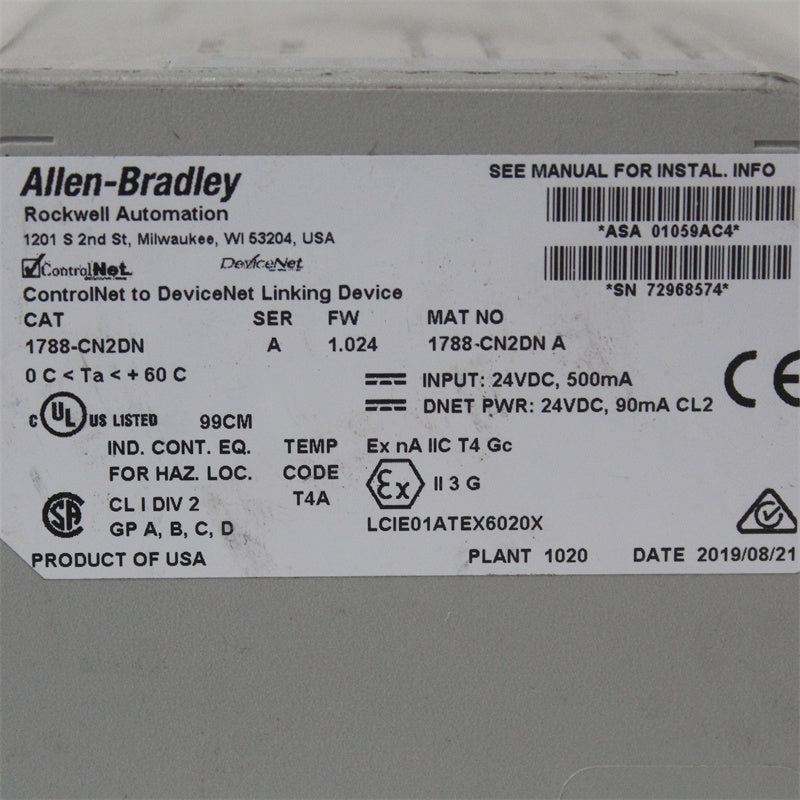 Allen-Bradley
SEE MANUAL FOR INSTAL. INFO
Rockwell Automation
*ASA 01059AC4*
1201 S 2nd St, Milwaukee, WI 53204, USA
ControlNet DeviceNet
*SN 72968574*
ControlNet to DeviceNet Linking Device
CAT SER FW MAT NO
1788-CN2DN A 1.024 1788-CN2DN A
0 C < Ta < + 60 C
INPUT: 24VDC, 500mA
CE
DNET PWR: 24VDC, 90mA CL2
C UL US LISTED 99CM
IND. CONT. EQ. TEMP Ex nA IIC T4 Gc
FOR HAZ. LOC. CODE
Ex II 3 G
CL I DIV 2 T4A
SA
GP A, B, C, D LCIE01ATEX6020X
PRODUCT OF USA PLANT 1020 DATE 2019/08/21